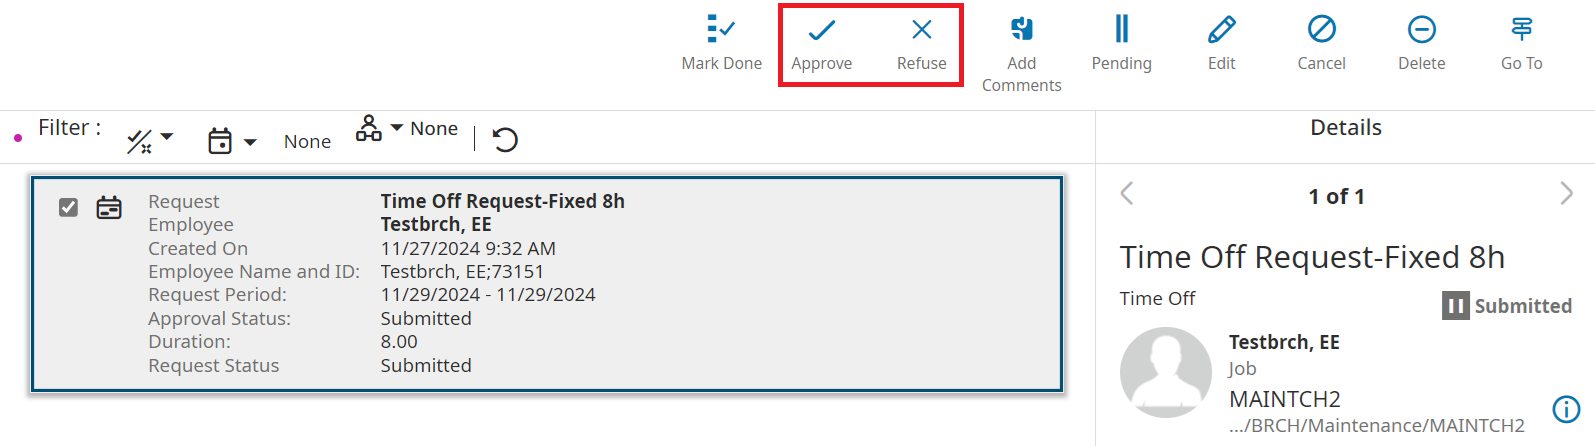 Mark Done Approve Refuse Add Comments Pending Edit Cancel Delete Go To
Filter : None None
Details
Request Time Off Request-Fixed 8h
Employee Testbrch, EE
Created On 11/27/2024 9:32 AM
Employee Name and ID: Testbrch, EE;73151
Request Period: 11/29/2024 - 11/29/2024
Approval Status: Submitted
Duration: 8.00
Request Status Submitted
1 of 1
Time Off Request-Fixed 8h
Time Off
Submitted
Testbrch, EE
Job
MAINTCH2
.../BRCH/Maintenance/MAINTCH2